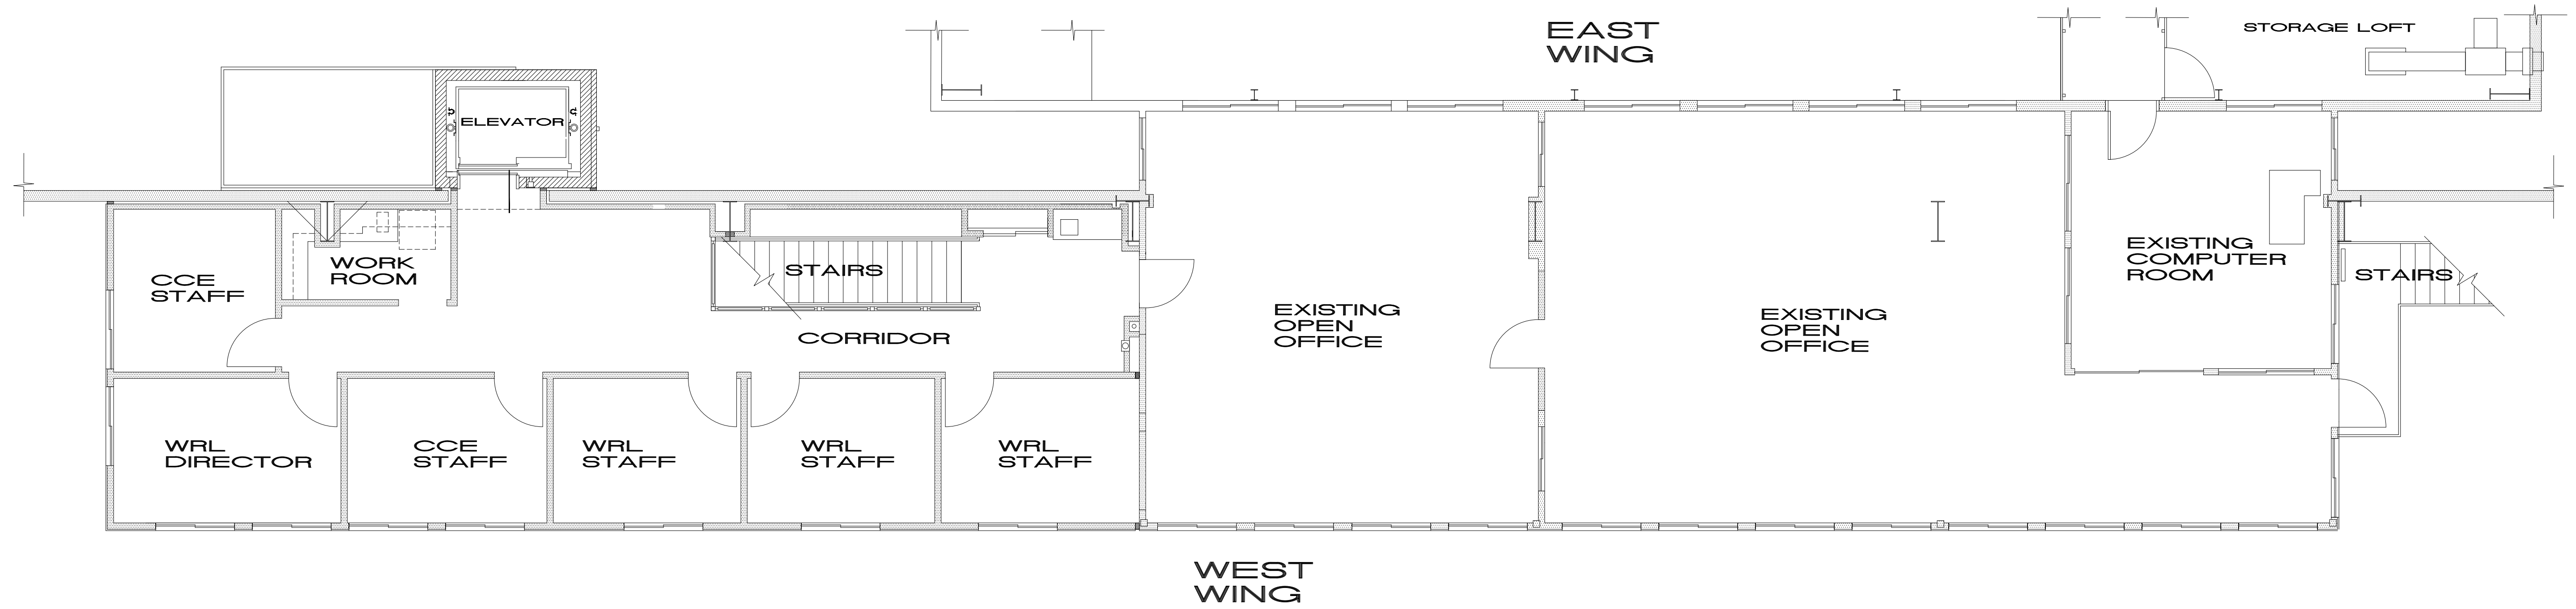 EAST
WING
STORAGE LOFT
ELEVATOR
CCE
STAFF
WORK
ROOM
STAIRS
CORRIDOR
EXISTING
OPEN
OFFICE
EXISTING
OPEN
OFFICE
EXISTING
COMPUTER
ROOM
STAIRS
WRL
DIRECTOR
CCE
STAFF
WRL
STAFF
WRL
STAFF
WRL
STAFF
WEST
WING